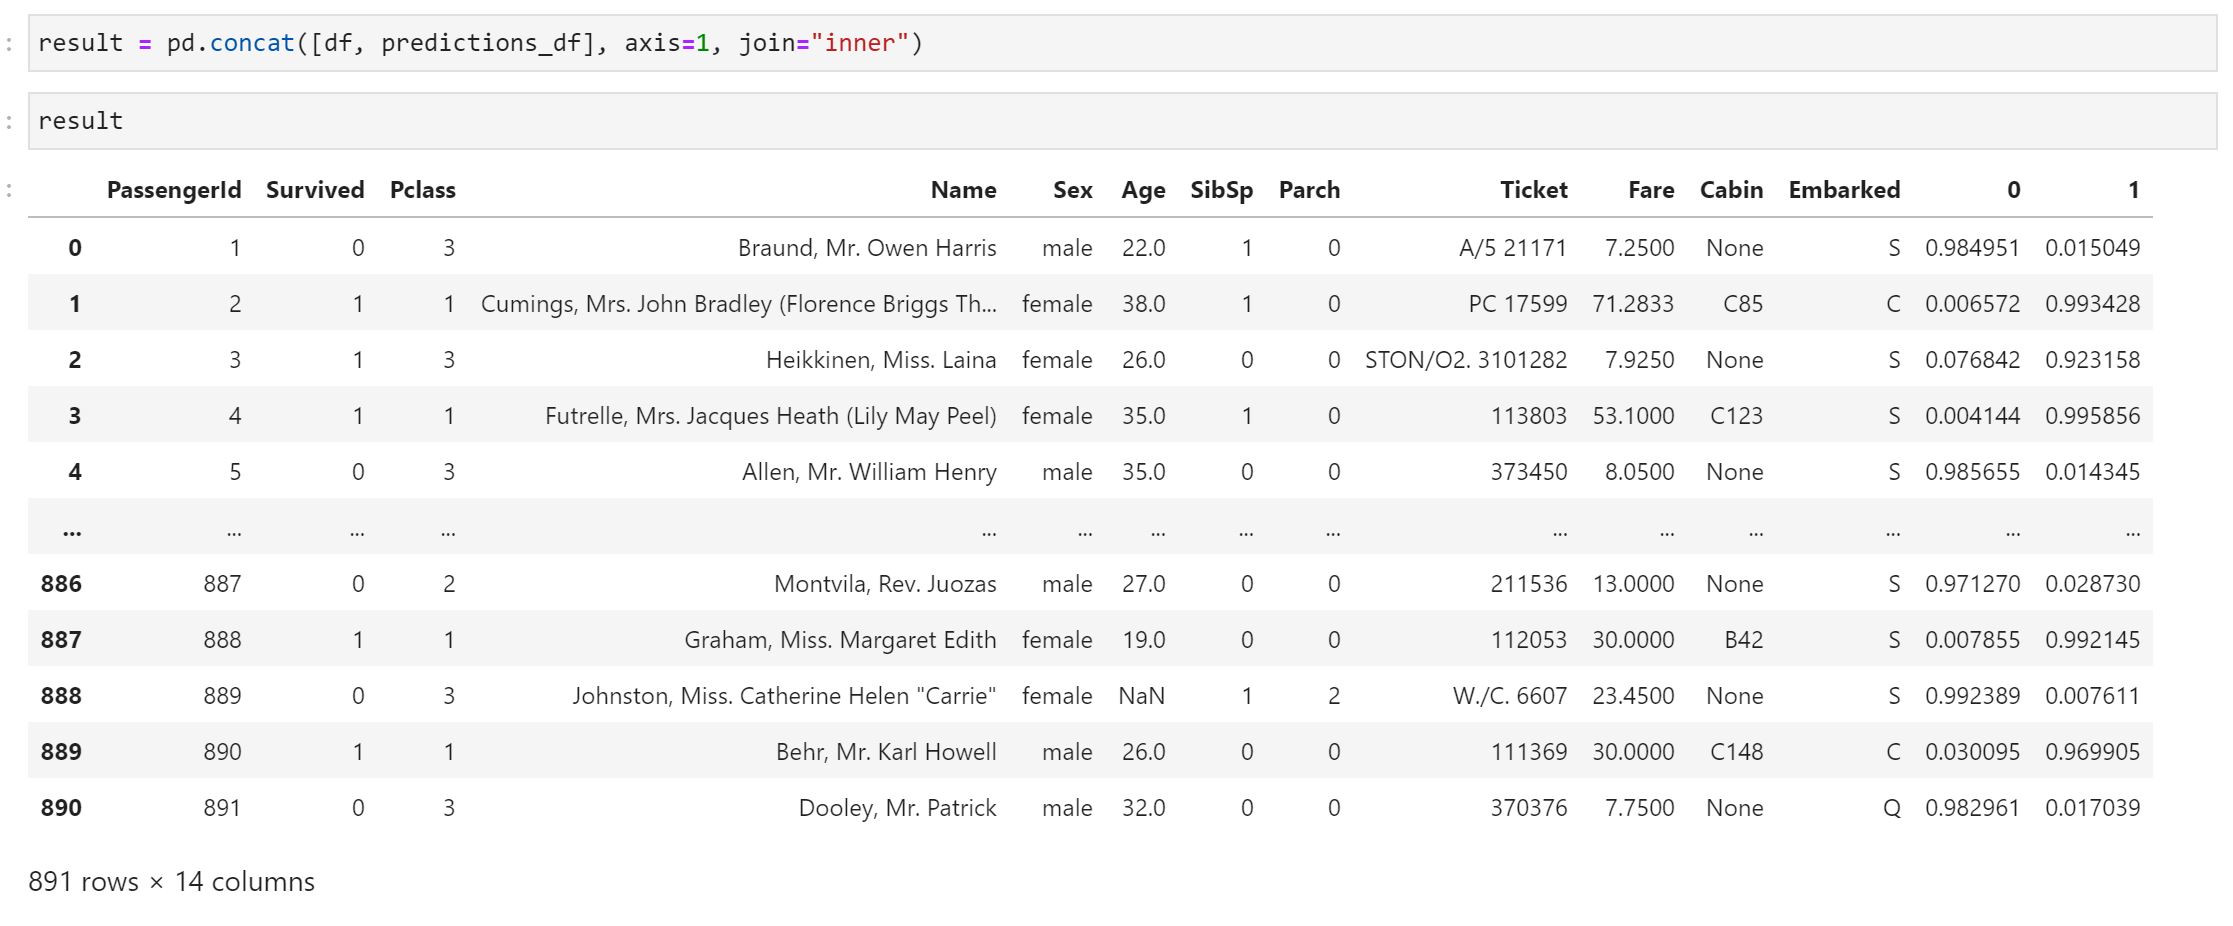 result = pd.concat([df, predictions_df], axis=1, join="inner")
result
PassengerId Survived Pclass Name Sex Age SibSp Parch Ticket Fare Cabin Embarked 0 1
0 1 0 3 Braund, Mr. Owen Harris male 22.0 1 0 A/5 21171 7.2500 None S 0.984951 0.015049
1 2 1 1 Cumings, Mrs. John Bradley (Florence Briggs Th... female 38.0 1 0 PC 17599 71.2833 C85 C 0.006572 0.993428
2 3 1 3 Heikkinen, Miss. Laina female 26.0 0 0 STON/O2. 3101282 7.9250 None S 0.076842 0.923158
3 4 1 1 Futrelle, Mrs. Jacques Heath (Lily May Peel) female 35.0 1 0 113803 53.1000 C123 S 0.004144 0.995856
4 5 0 3 Allen, Mr. William Henry male 35.0 0 0 373450 8.0500 None S 0.985655 0.014345
... ... ... ... ... ... ... ... ... ... ... ... ... ... ...
886 887 0 2 Montvila, Rev. Juozas male 27.0 0 0 211536 13.0000 None S 0.971270 0.028730
887 888 1 1 Graham, Miss. Margaret Edith female 19.0 0 0 112053 30.0000 B42 S 0.007855 0.992145
888 889 0 3 Johnston, Miss. Catherine Helen "Carrie" female NaN 1 2 W./C. 6607 23.4500 None S 0.992389 0.007611
889 890 1 1 Behr, Mr. Karl Howell male 26.0 0 0 111369 30.0000 C148 C 0.030095 0.969905
890 891 0 3 Dooley, Mr. Patrick male 32.0 0 0 370376 7.7500 None Q 0.982961 0.017039
891 rows × 14 columns